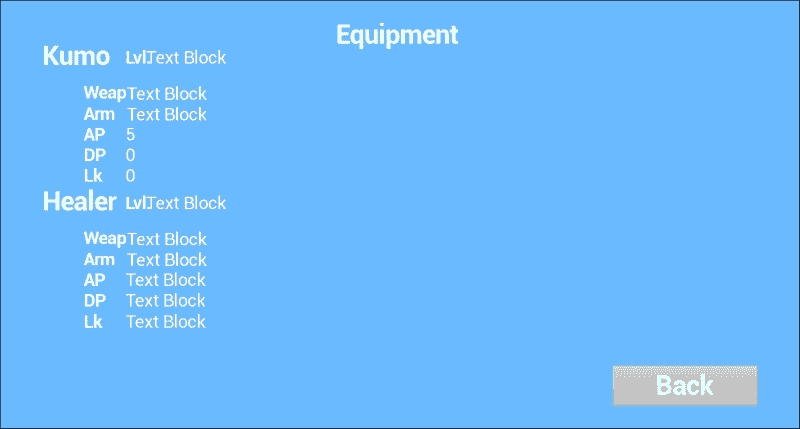 Equipment
Kumo Lvl. Text Block
Weap Text Block
Arm Text Block
AP 5
DP 0
Lk 0
Healer Lvl. Text Block
Weap Text Block
Arm Text Block
AP Text Block
DP Text Block
Lk Text Block
Back